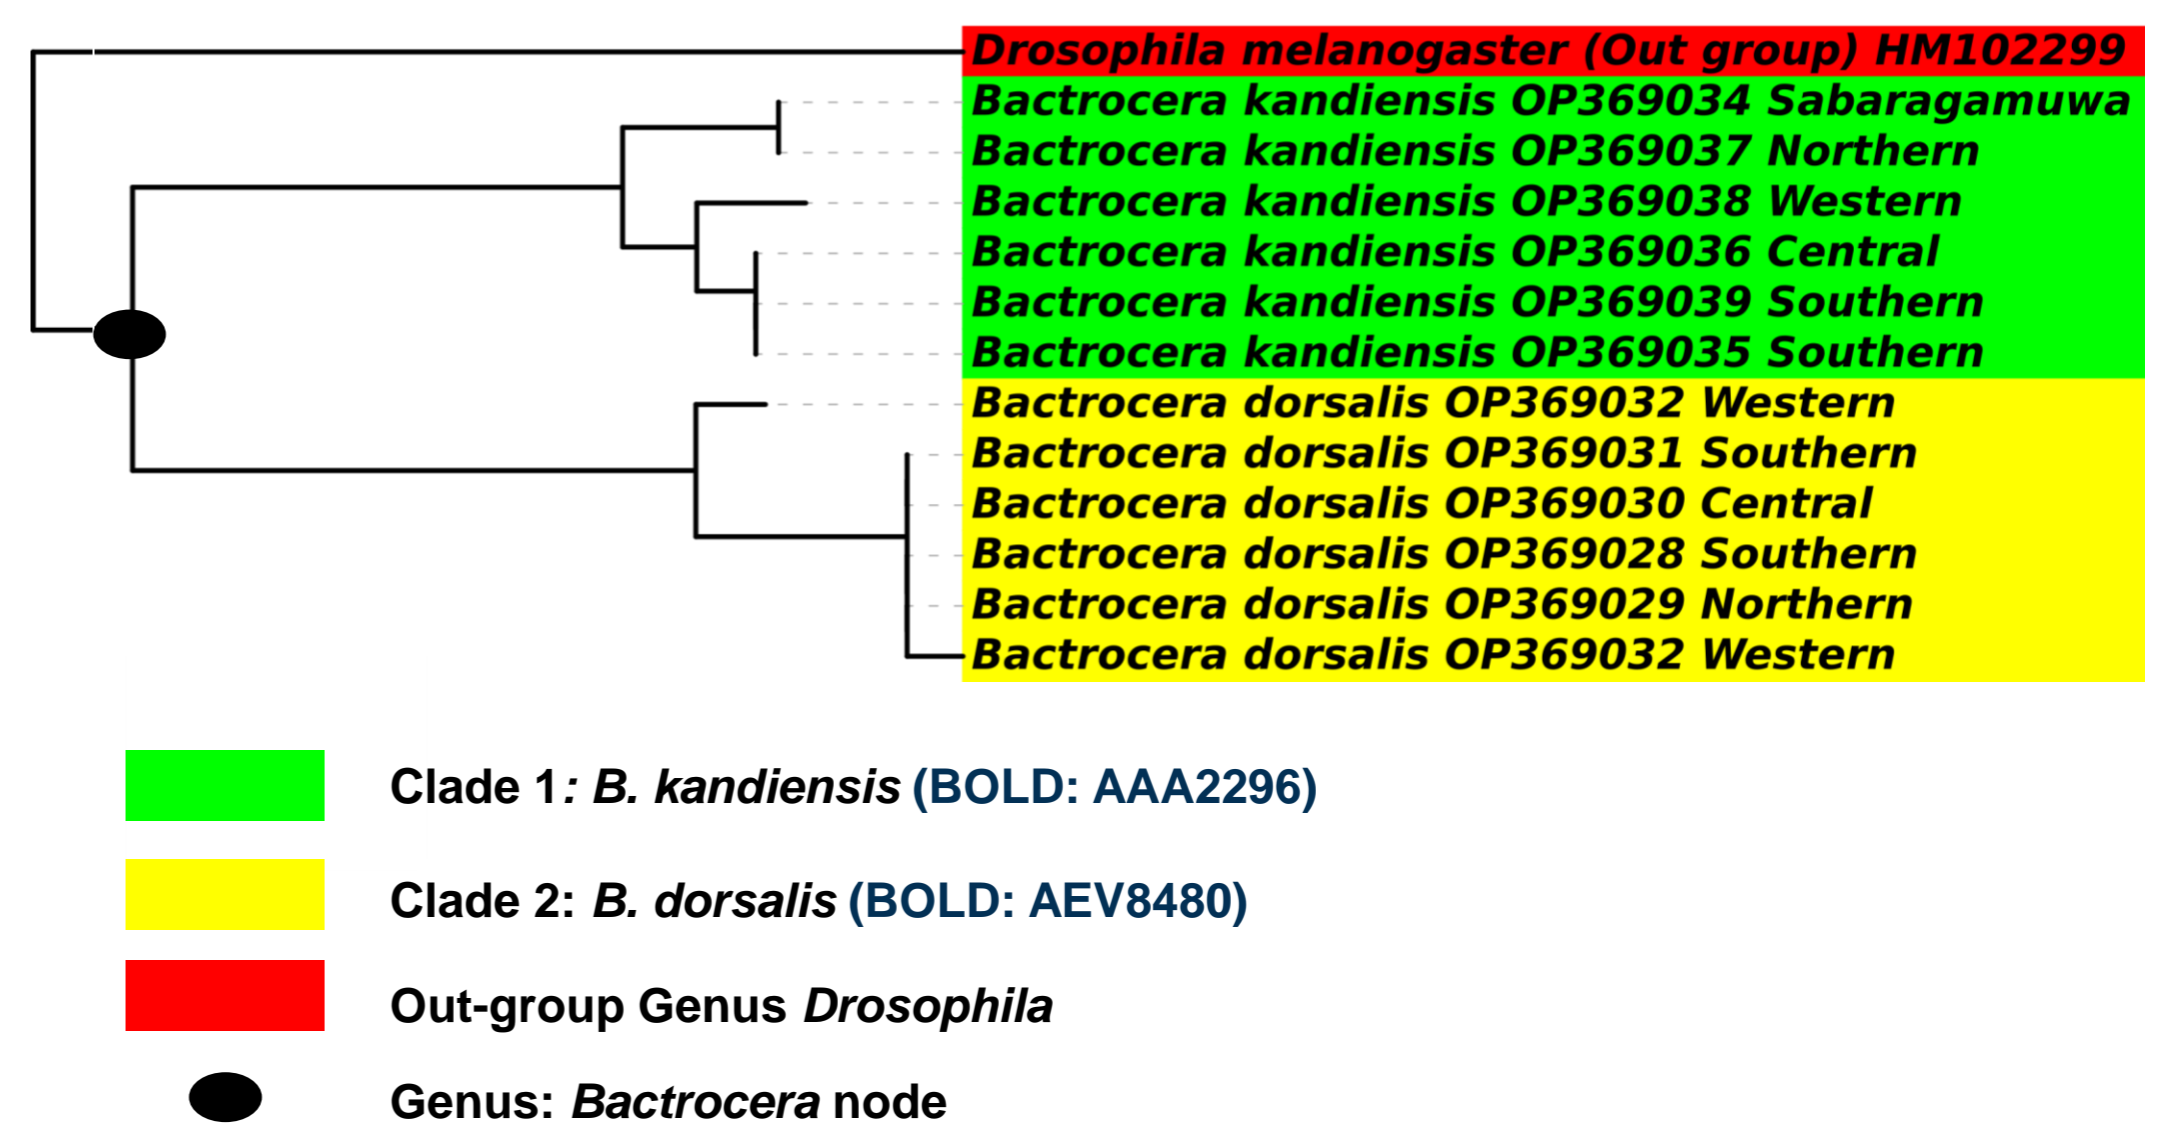 Drosophila melanogaster (Out group) HM102299
Bactrocera kandiensis OP369034 Sabaragamuwa
Bactrocera kandiensis OP369037 Northern
Bactrocera kandiensis OP369038 Western
Bactrocera kandiensis OP369036 Central
Bactrocera kandiensis OP369039 Southern
Bactrocera kandiensis OP369035 Southern
Bactrocera dorsalis OP369032 Western
Bactrocera dorsalis OP369031 Southern
Bactrocera dorsalis OP369030 Central
Bactrocera dorsalis OP369028 Southern
Bactrocera dorsalis OP369029 Northern
Bactrocera dorsalis OP369032 Western
Clade 1: B. kandiensis (BOLD: AAA2296)
Clade 2: B. dorsalis (BOLD: AEV8480)
Out-group Genus Drosophila
Genus: Bactrocera node